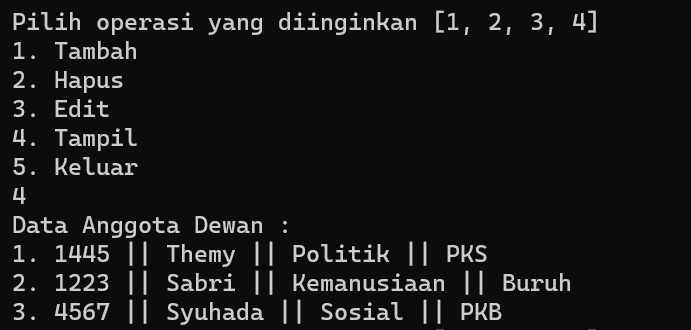 Pilih operasi yang diinginkan [1, 2, 3, 4]
1. Tambah
2. Hapus
3. Edit
4. Tampil
5. Keluar
4
Data Anggota Dewan :
1. 1445 || Themy || Politik || PKS
2. 1223 || Sabri || Kemanusiaan || Buruh
3. 4567 || Syuhada || Sosial || PKB